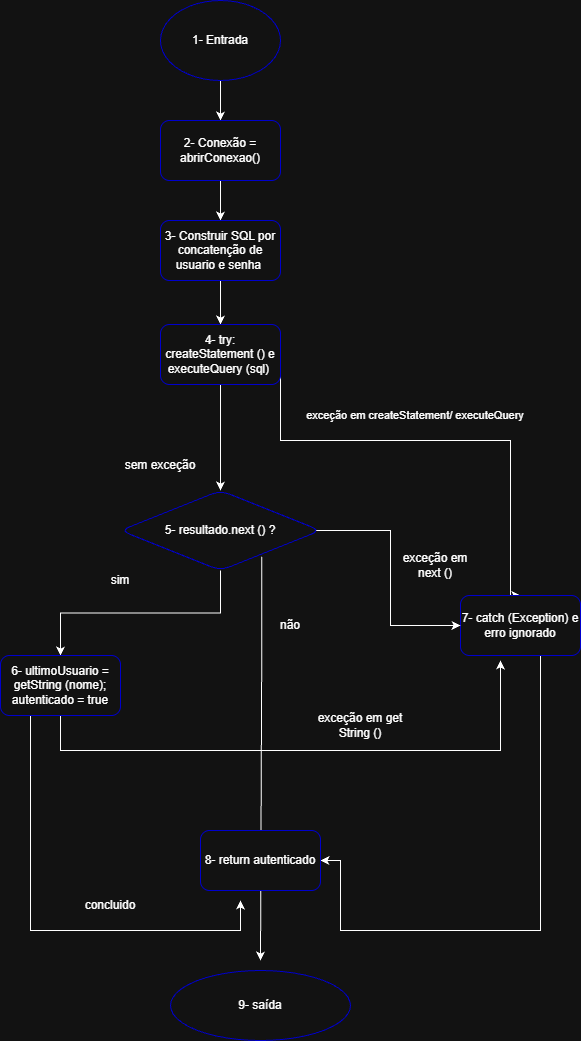 1- Entrada
2- Conexão =
abrirConexao()
3- Construir SQL por
concatenção de
usuario e senha
4- try:
createStatement () e
executeQuery (sql)
exceção em createStatement/ executeQuery
sem exceção
5- resultado.next () ?
exceção em
next ()
sim
não
7- catch (Exception) e
erro ignorado
6- ultimoUsuario =
getString (nome);
autenticado = true
exceção em get
String ()
8- return autenticado
concluido
9- saída